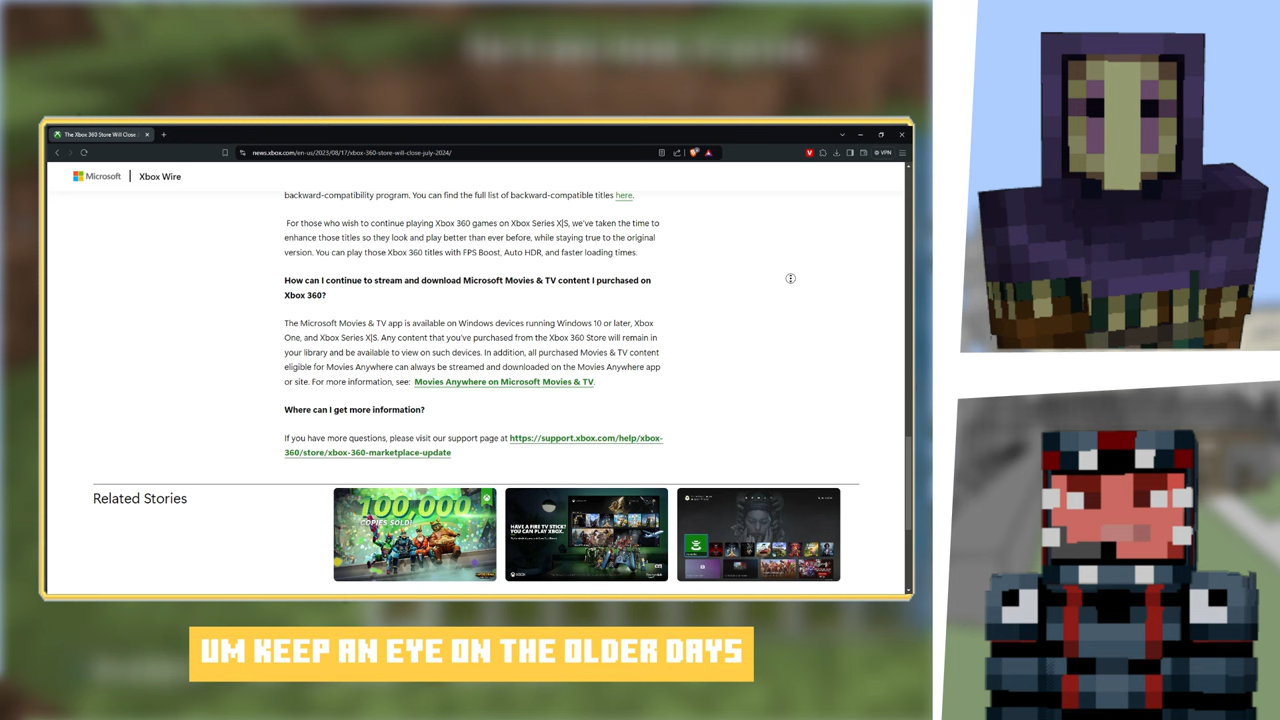 The Xbox 360 Store Will Close
news.xbox.com/en-us/2023/08/17/xbox-360-store-will-close-july-2024/
VPN
Microsoft | Xbox Wire
backward-compatibility program. You can find the full list of backward-compatible titles here.
For those who wish to continue playing Xbox 360 games on Xbox Series X|S, we've taken the time to
enhance those titles so they look and play better than ever before, while staying true to the original
version. You can play those Xbox 360 titles with FPS Boost, Auto HDR, and faster loading times.
How can I continue to stream and download Microsoft Movies & TV content I purchased on
Xbox 360?
The Microsoft Movies & TV app is available on Windows devices running Windows 10 or later, Xbox
One, and Xbox Series X|S. Any content that you've purchased from the Xbox 360 Store will remain in
your library and be available to view on such devices. In addition, all purchased Movies & TV content
eligible for Movies Anywhere can always be streamed and downloaded on the Movies Anywhere app
or site. For more information, see: Movies Anywhere on Microsoft Movies & TV.
Where can I get more information?
If you have more questions, please visit our support page at https://support.xbox.com/help/xbox-
360/store/xbox-360-marketplace-update
Related Stories
100,000
COPIES SOLD!
HAVE A FIRE TV STICK?
YOU CAN PLAY XBOX.
XBOX
UM KEEP AN EYE ON THE OLDER DAYS